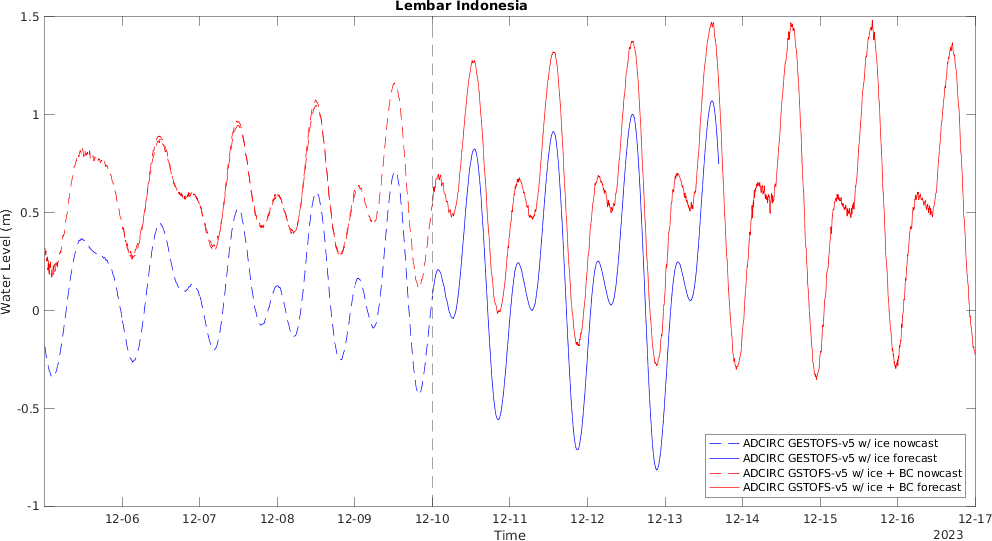 Lembar Indonesia
1.5
1
0.5
0
-0.5
-1
Water Level (m)
ADCIRC GESTOFS-v5 w/ ice nowcast
ADCIRC GESTOFS-v5 w/ ice forecast
ADCIRC GSTOFS-v5 w/ ice + BC nowcast
ADCIRC GSTOFS-v5 w/ ice + BC forecast
12-06 12-07 12-08 12-09 12-10 12-11 12-12 12-13 12-14 12-15 12-16 12-17
Time
2023